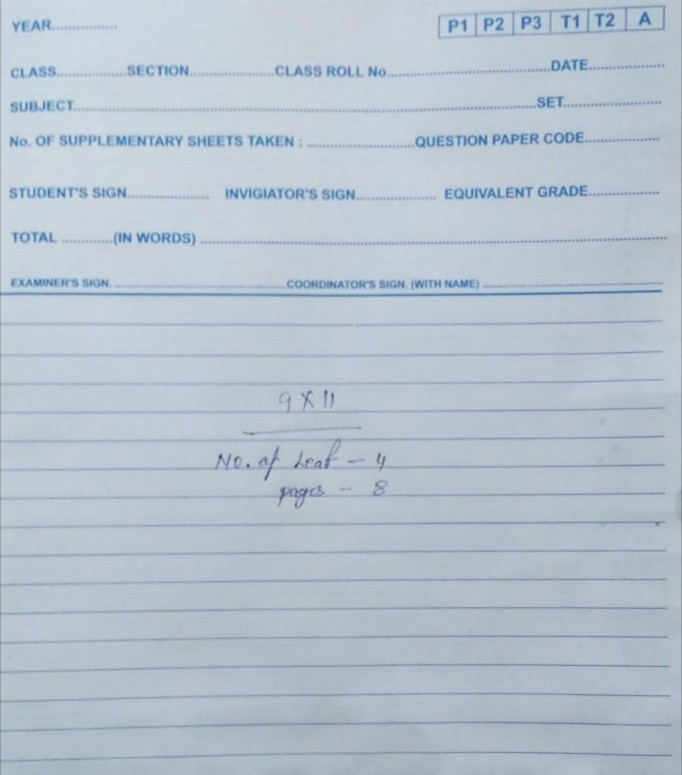 YEAR................
P1 P2 P3 T1 T2 A
CLASS................SECTION.....................CLASS ROLL No........................................DATE...................
SUBJECT.................................................................................................................SET........................
No. OF SUPPLEMENTARY SHEETS TAKEN : ...........................QUESTION PAPER CODE...................
STUDENT'S SIGN.................... INVIGIATOR'S SIGN.................... EQUIVALENT GRADE..................
TOTAL .............(IN WORDS) ....................................................................................................................
EXAMINER'S SIGN. ................................................COORDINATOR'S SIGN. (WITH NAME) ..................................................
9 X 11
No. of Leaf - 4
pages - 8